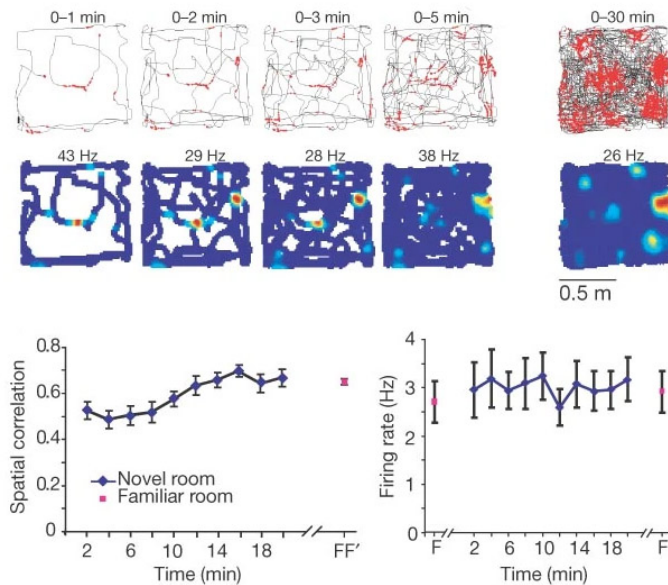 0–1 min
0–2 min
0–3 min
0–5 min
0–30 min
43 Hz
29 Hz
28 Hz
38 Hz
26 Hz
0.5 m
Spatial correlation
0.8
0.6
0.4
0.2
0
Novel room
Familiar room
2 6 10 14 18 FF′
Time (min)
Firing rate (Hz)
4
3
2
1
0
F 2 6 10 14 18 F
Time (min)